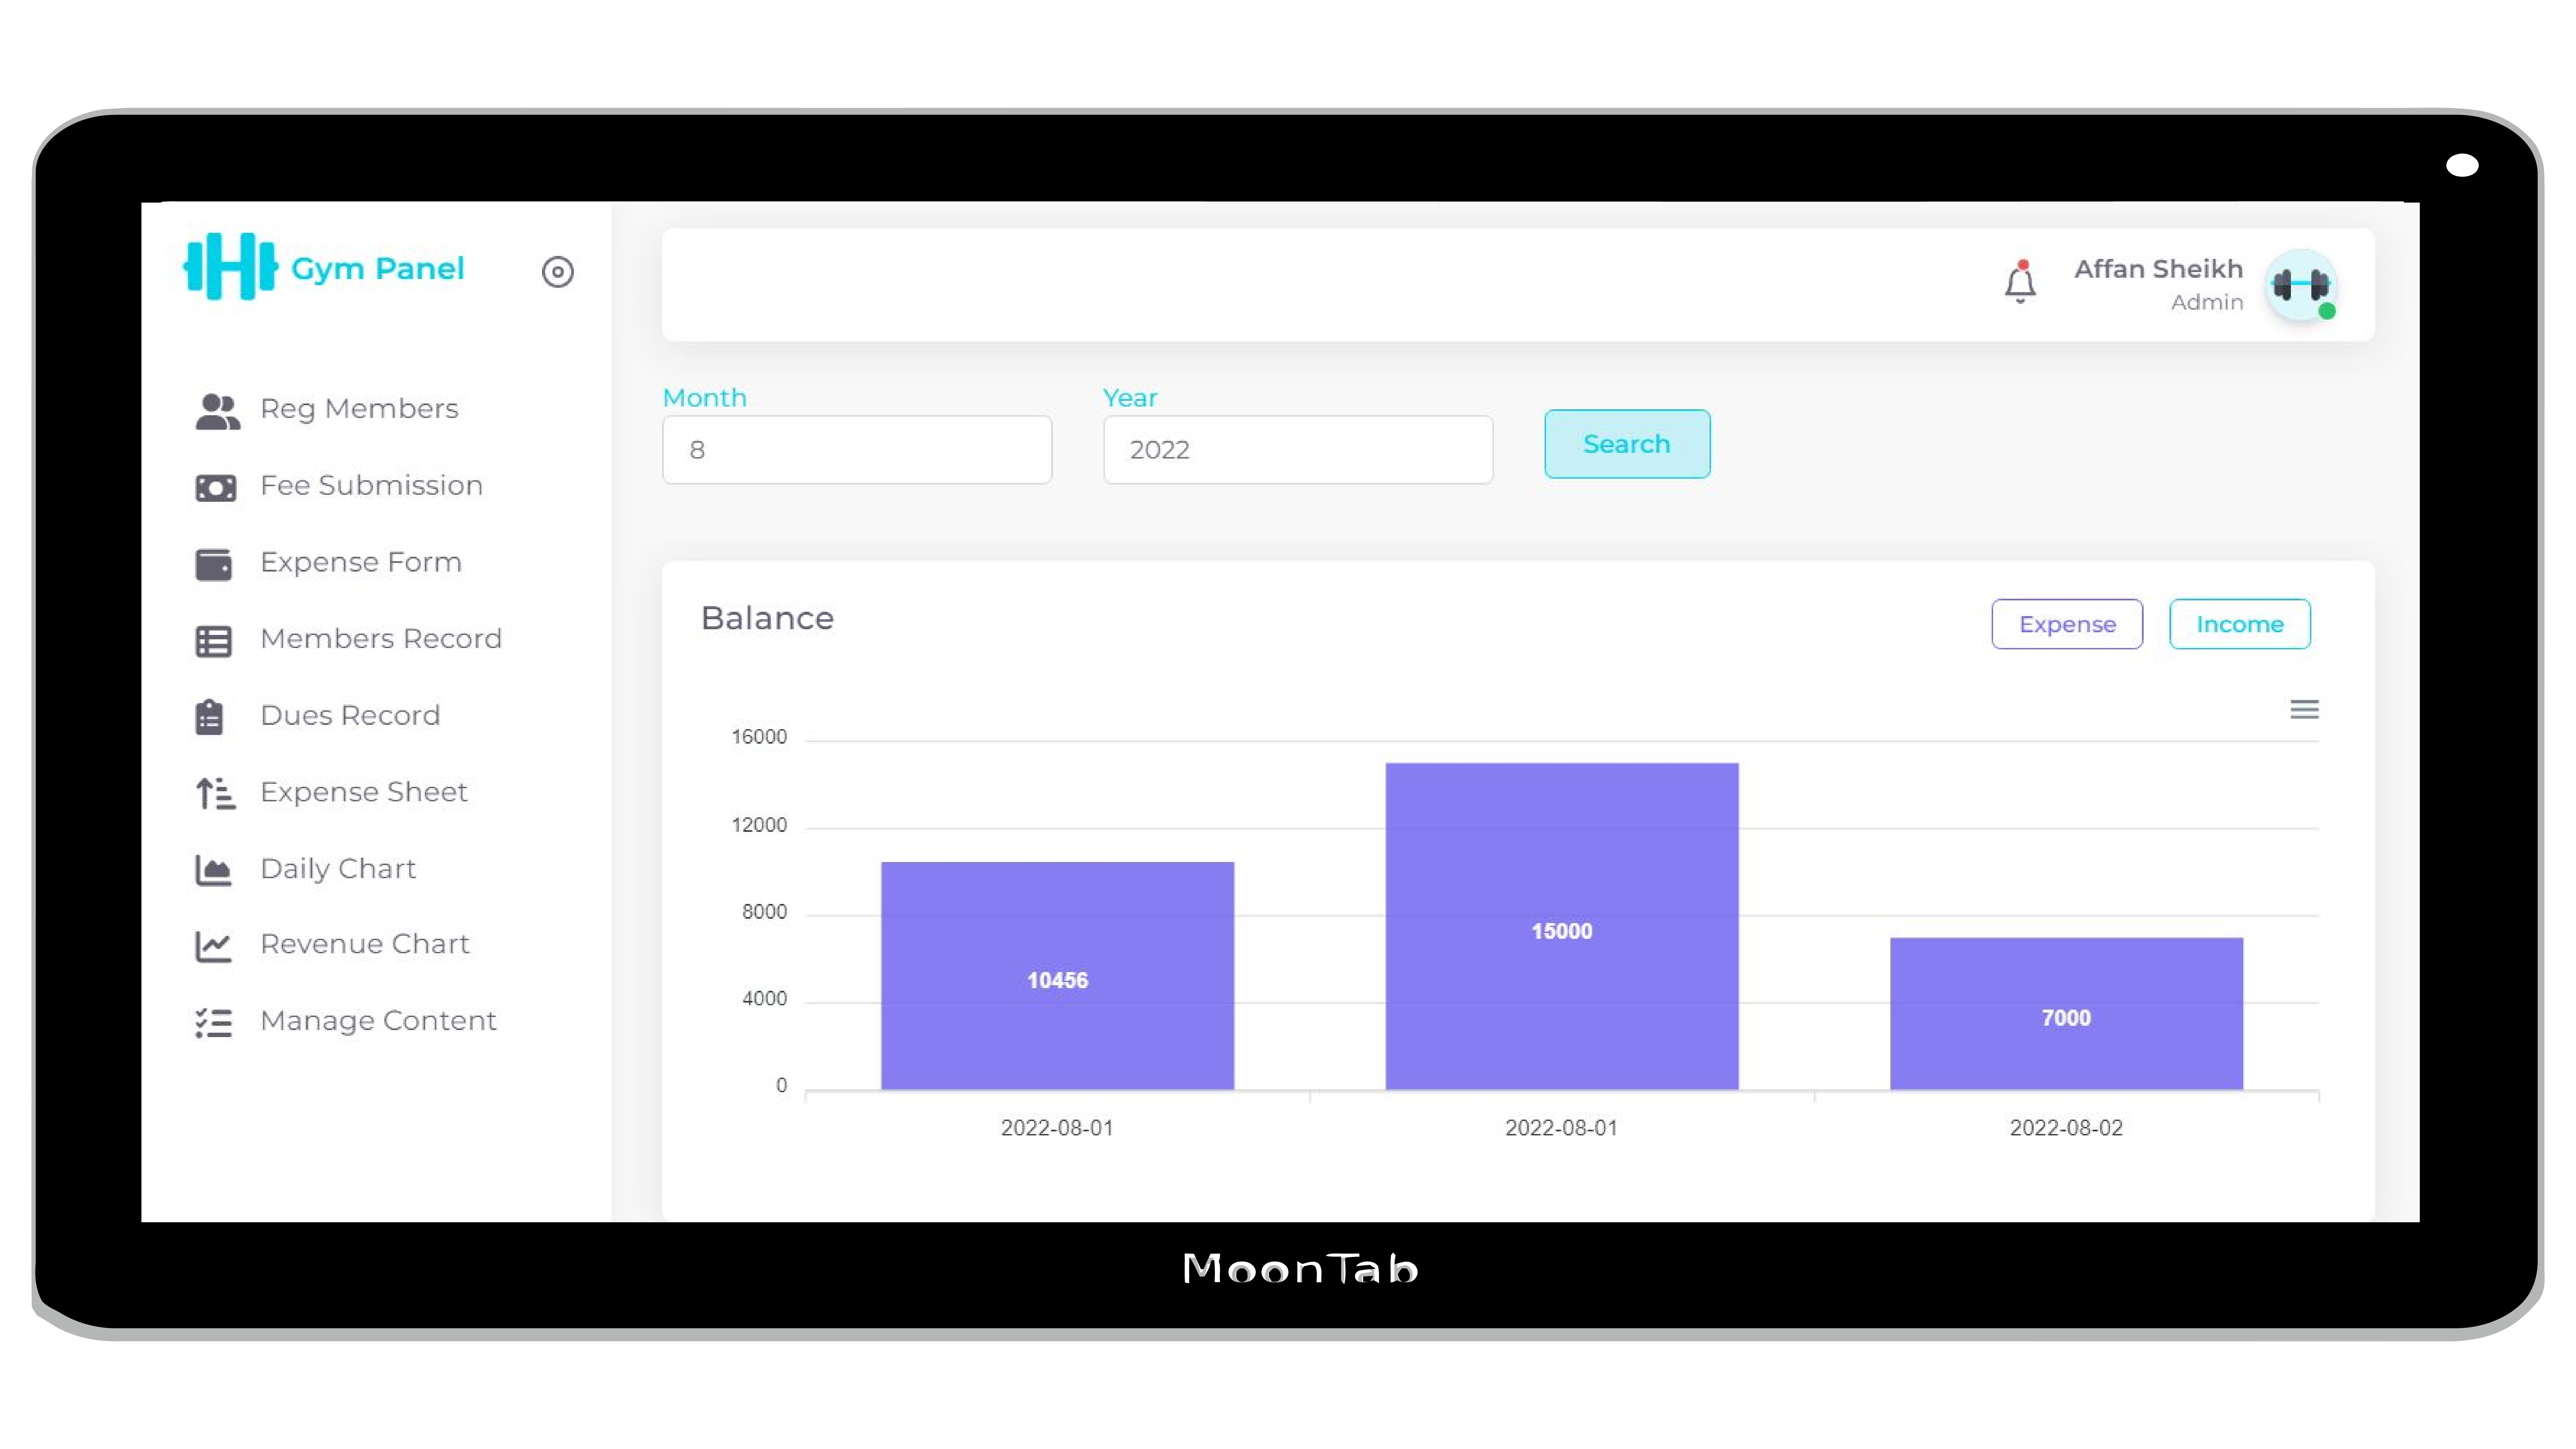 Gym Panel
Affan Sheikh
Admin
Reg Members
Fee Submission
Expense Form
Members Record
Dues Record
Expense Sheet
Daily Chart
Revenue Chart
Manage Content
Month
Year
8
2022
Search
Balance
Expense
Income
16000
12000
8000
4000
0
10456
15000
7000
2022-08-01
2022-08-01
2022-08-02
MoonTab